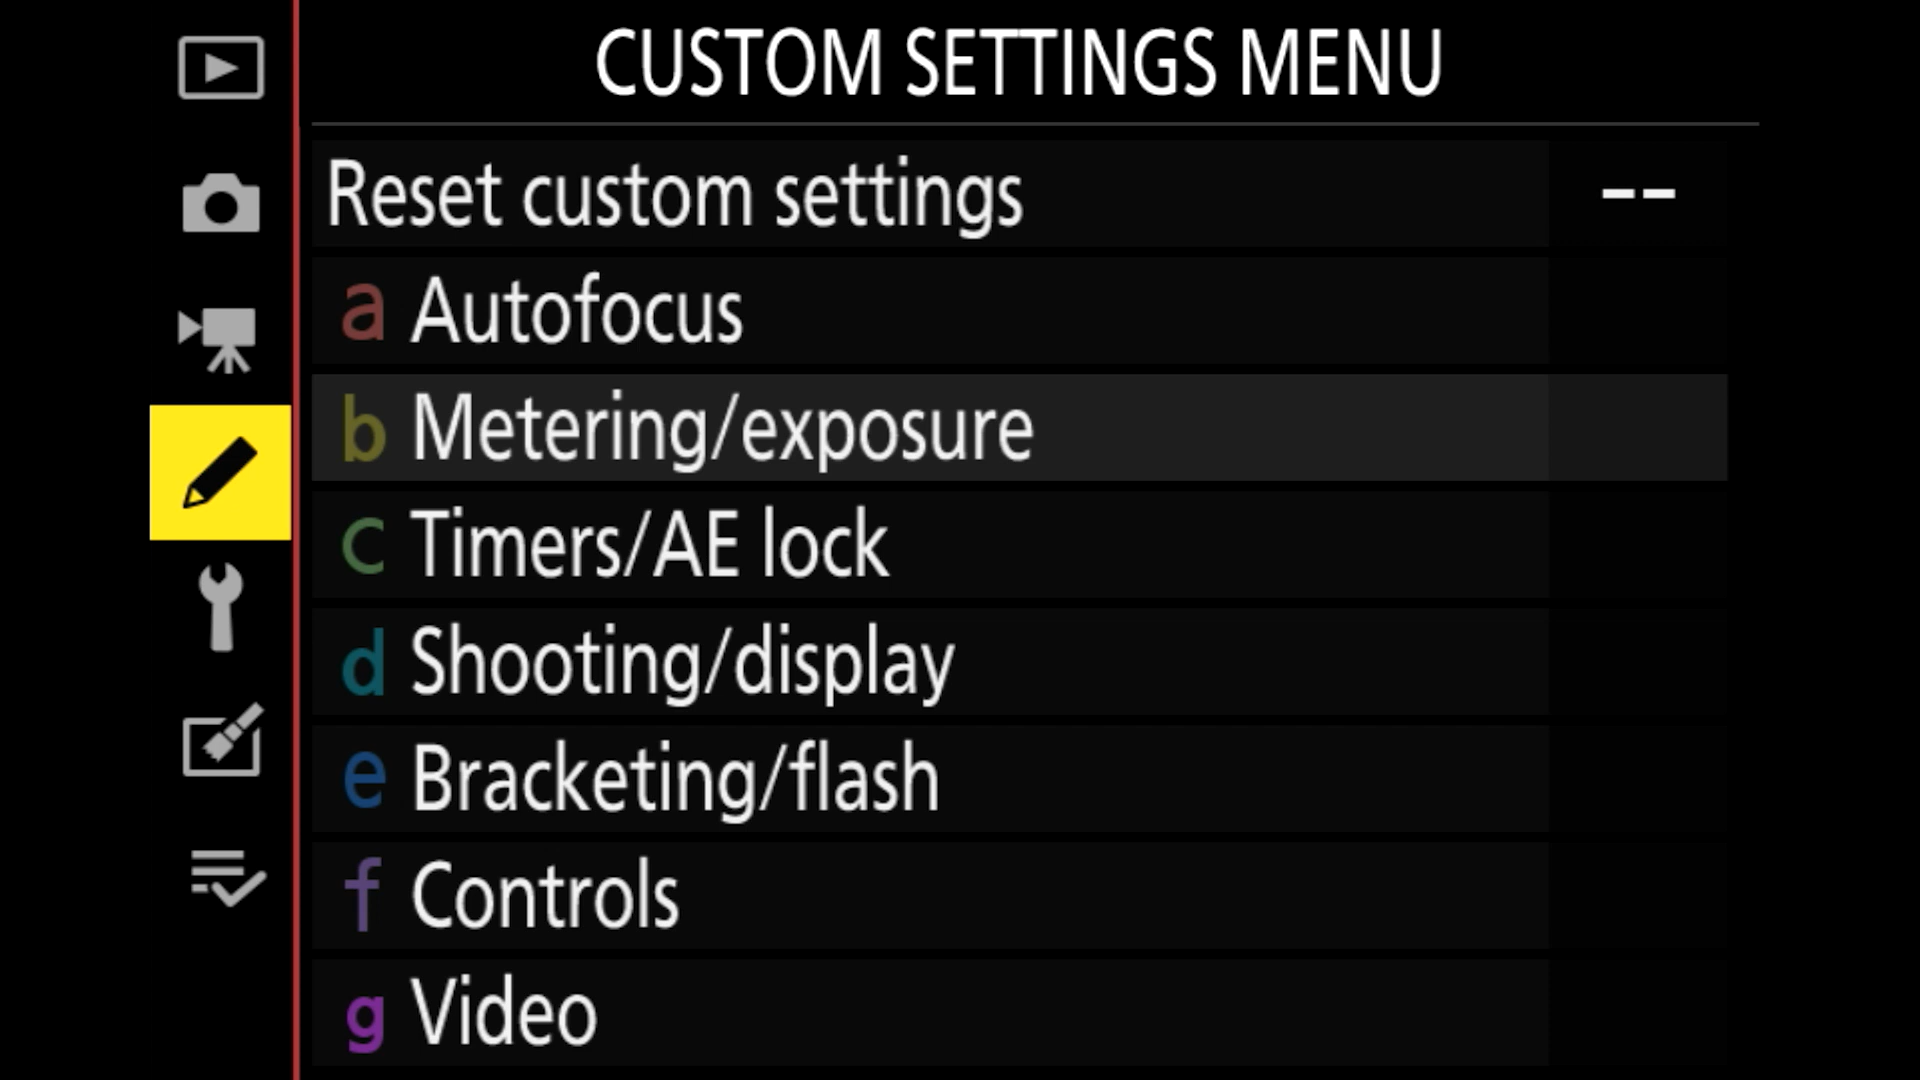 CUSTOM SETTINGS MENU
Reset custom settings --
a Autofocus
b Metering/exposure
c Timers/AE lock
d Shooting/display
e Bracketing/flash
f Controls
g Video